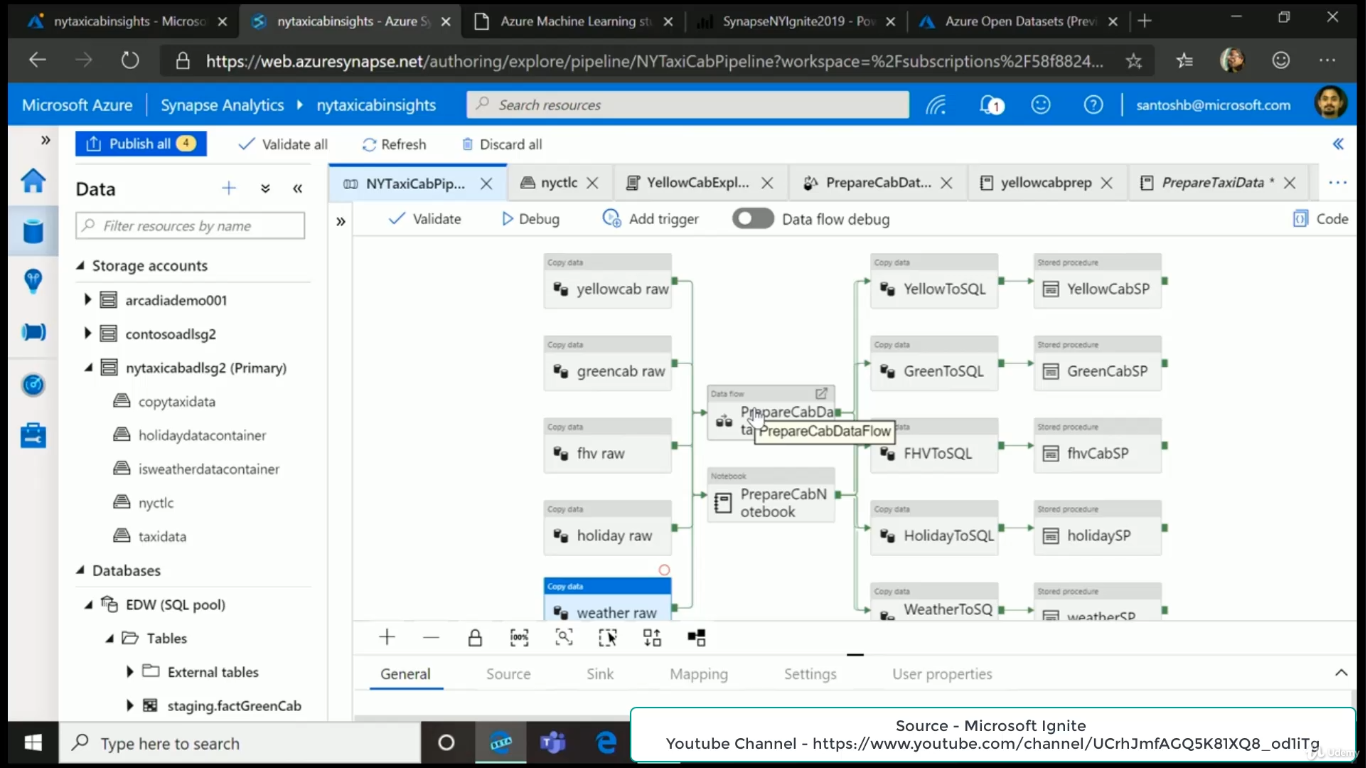 nytaxicabinsights - Microso
nytaxicabinsights - Azure Sy
Azure Machine Learning st
SynapseNYIgnite2019 - Po
Azure Open Datasets (Previ
https://web.azuresynapse.net/authoring/explore/pipeline/NYTaxiCabPipeline?workspace=%2Fsubscriptions%2F58f8824...
Microsoft Azure
Synapse Analytics
nytaxicabinsights
Search resources
1
santoshb@microsoft.com
Publish all 4
Validate all
Refresh
Discard all
Data
Filter resources by name
Storage accounts
arcadiademo001
contosoadlsg2
nytaxicabadlsg2 (Primary)
copytaxidata
holidaydatacontainer
isweatherdatacontainer
nyctlc
taxidata
Databases
EDW (SQL pool)
Tables
External tables
staging.factGreenCab
NYTaxiCabPip...
nyctlc
YellowCabExpl...
PrepareCabDat...
yellowcabprep
PrepareTaxiData *
Validate
Debug
Add trigger
Data flow debug
Code
Copy data
yellowcab raw
Copy data
greencab raw
Copy data
fhv raw
Copy data
holiday raw
Copy data
weather raw
Data flow
PrepareCabDa
ta
PrepareCabDataFlow
Notebook
PrepareCabN
otebook
Copy data
YellowToSQL
Copy data
GreenToSQL
data
FHVToSQL
Copy data
HolidayToSQL
Copy data
WeatherToSQ
Stored procedure
YellowCabSP
Stored procedure
GreenCabSP
Stored procedure
fhvCabSP
Stored procedure
holidaySP
Stored procedure
weatherSP
100%
General
Source
Sink
Mapping
Settings
User properties
Type here to search
Source - Microsoft Ignite
Youtube Channel - https://www.youtube.com/channel/UCrhJmfAGQ5K81XQ8_od1iTg
Udemy